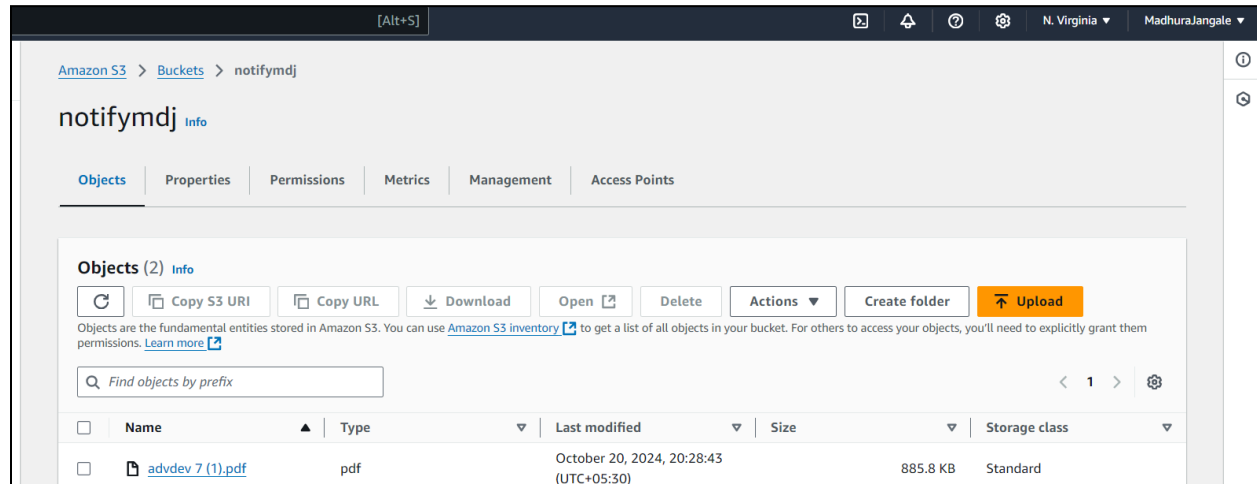 [Alt+S] N. Virginia ▼ MadhuraJangale ▼
Amazon S3 > Buckets > notifymdj
notifymdj Info
Objects Properties Permissions Metrics Management Access Points
Objects (2) Info
Copy S3 URI Copy URL Download Open Delete Actions ▼ Create folder Upload
Objects are the fundamental entities stored in Amazon S3. You can use Amazon S3 inventory to get a list of all objects in your bucket. For others to access your objects, you'll need to explicitly grant them
permissions. Learn more
Find objects by prefix < 1 >
Name ▲ Type ▽ Last modified ▽ Size ▽ Storage class ▽
advdev 7 (1).pdf pdf October 20, 2024, 20:28:43 885.8 KB Standard
(UTC+05:30)